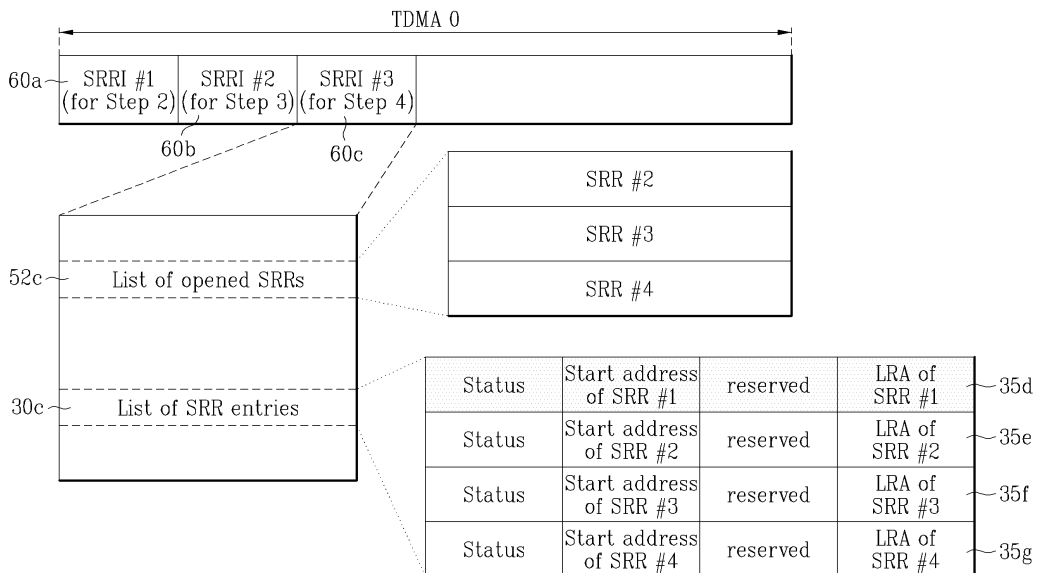 TDMA 0
60a
SRRI #1
(for Step 2)
SRRI #2
(for Step 3)
SRRI #3
(for Step 4)
60b
60c
SRR #2
SRR #3
SRR #4
52c
List of opened SRRs
30c
List of SRR entries
Status
Start address
of SRR #1
reserved
LRA of
SRR #1
35d
Status
Start address
of SRR #2
reserved
LRA of
SRR #2
35e
Status
Start address
of SRR #3
reserved
LRA of
SRR #3
35f
Status
Start address
of SRR #4
reserved
LRA of
SRR #4
35g